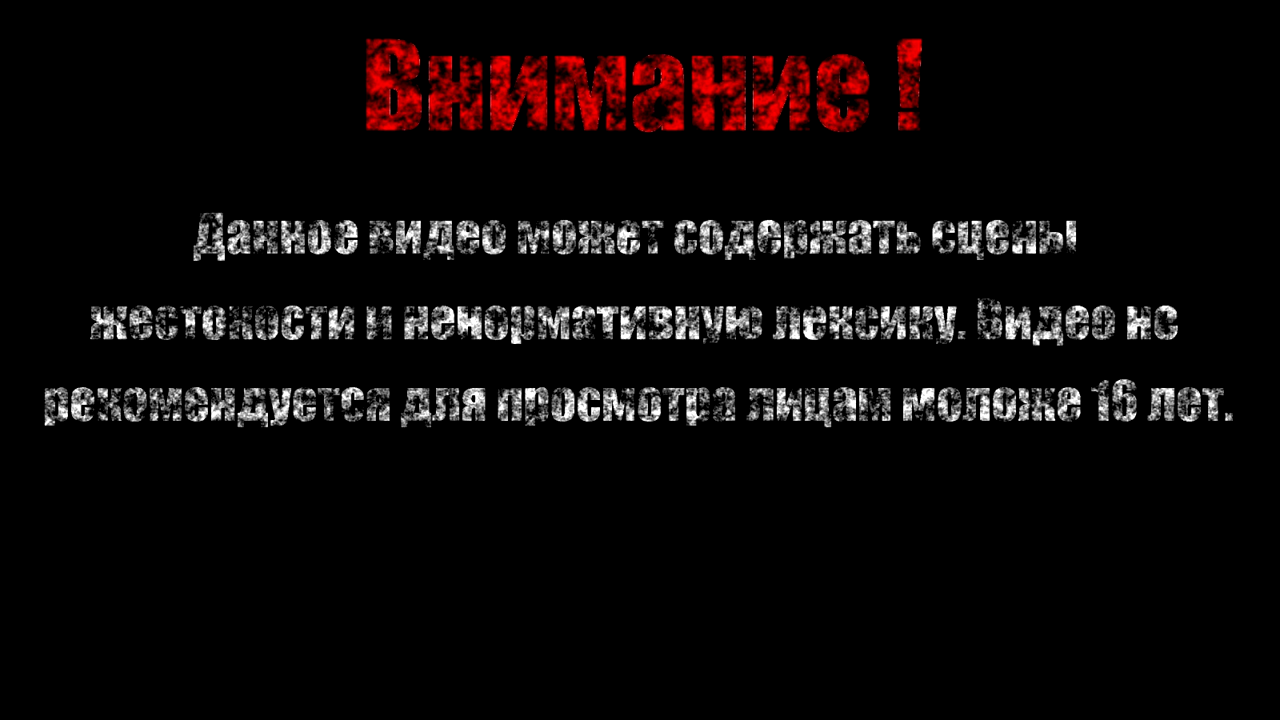 Внимание !
Данное видео может содержать сцены
жестокости и ненормативную лексику. Видео не
рекомендуется для просмотра лицам моложе 16 лет.